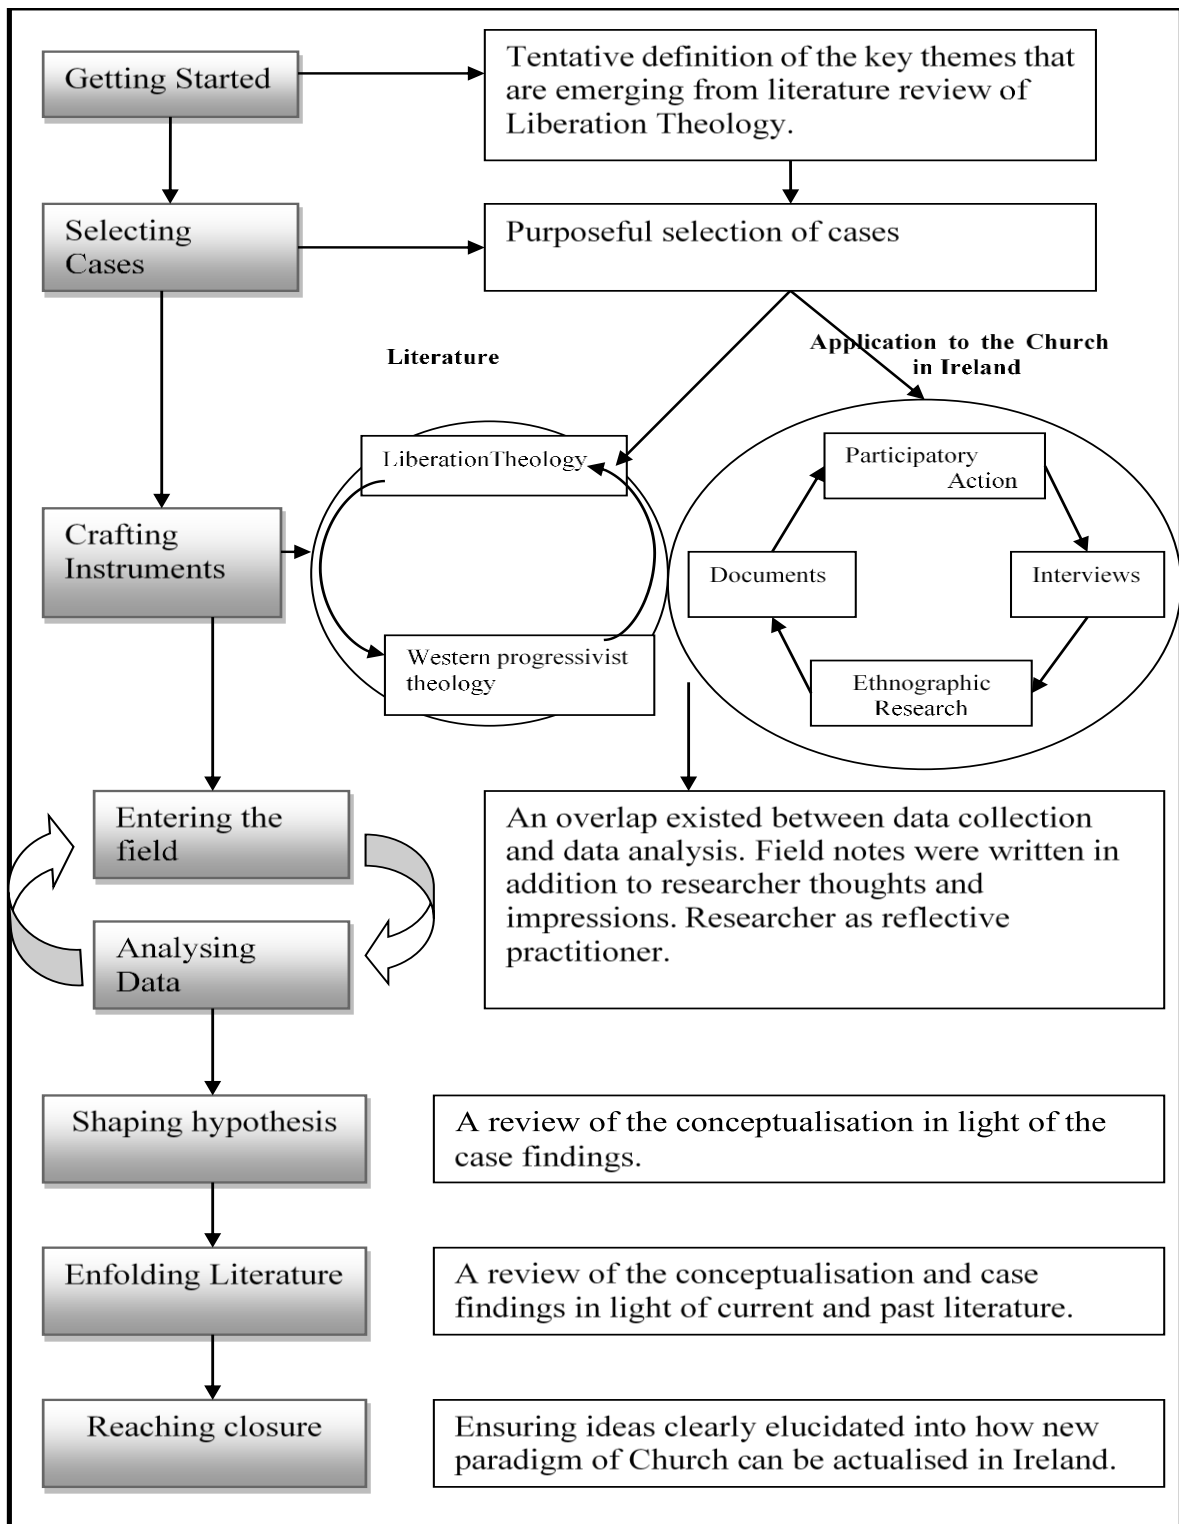 Getting Started
Tentative definition of the key themes that
are emerging from literature review of
Liberation Theology.
Selecting
Cases
Purposeful selection of cases
Literature
Application to the Church
in Ireland
LiberationTheology
Western progressivist
theology
Participatory
Action
Documents
Interviews
Ethnographic
Research
Crafting
Instruments
Entering the
field
Analysing
Data
An overlap existed between data collection
and data analysis. Field notes were written in
addition to researcher thoughts and
impressions. Researcher as reflective
practitioner.
Shaping hypothesis
A review of the conceptualisation in light of the
case findings.
Enfolding Literature
A review of the conceptualisation and case
findings in light of current and past literature.
Reaching closure
Ensuring ideas clearly elucidated into how new
paradigm of Church can be actualised in Ireland.